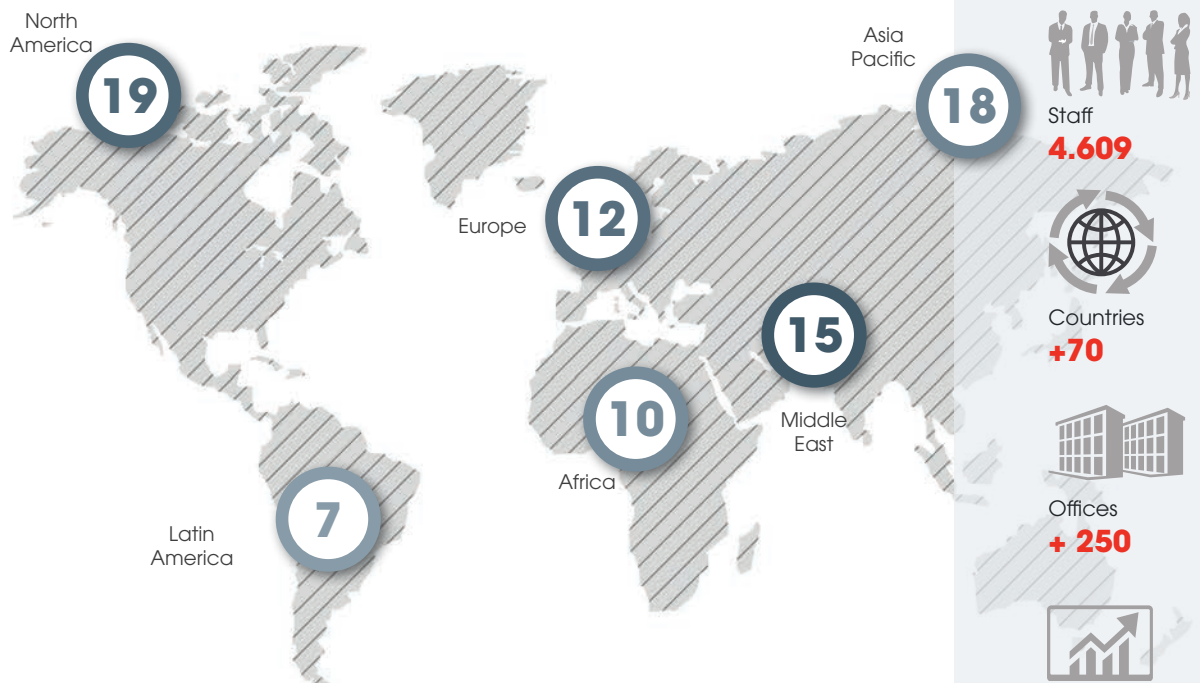 North
America
19
Asia
Pacific
18
Europe
12
15
Middle
East
10
Africa
7
Latin
America
Staff
4.609
Countries
+70
Offices
+ 250